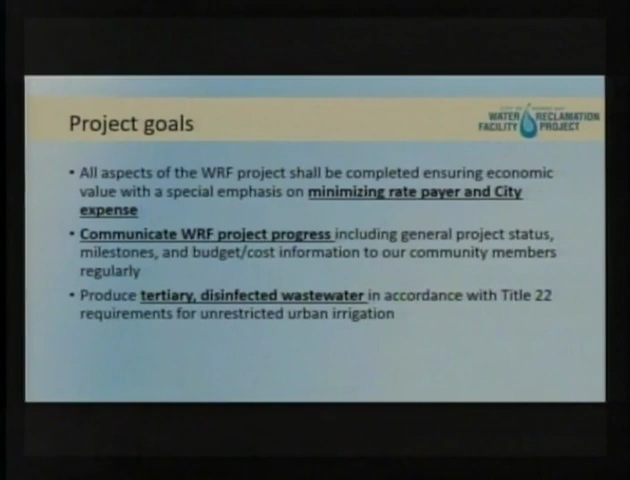 Project goals
WATER RECLAMATION
FACILITY PROJECT
• All aspects of the WRF project shall be completed ensuring economic
value with a special emphasis on minimizing rate payer and City
expense
• Communicate WRF project progress including general project status,
milestones, and budget/cost information to our community members
regularly
• Produce tertiary, disinfected wastewater in accordance with Title 22
requirements for unrestricted urban irrigation